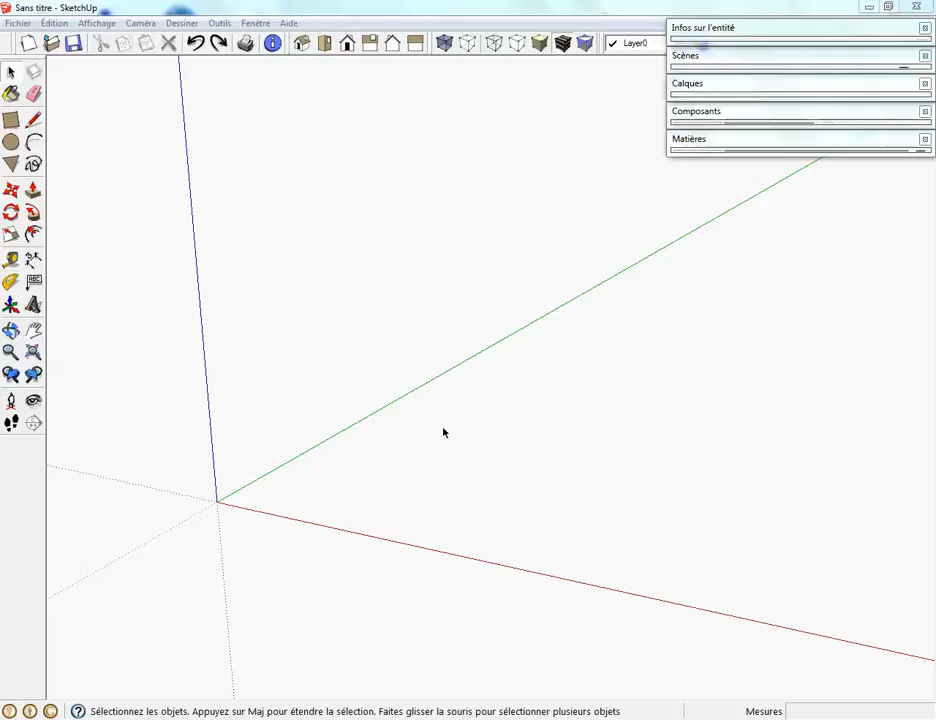 Sans titre - SketchUp
Fichier Édition Affichage Caméra Dessiner Outils Fenêtre Aide
Layer0
Infos sur l'entité
Scènes
Calques
Composants
Matières
ABC
Sélectionnez les objets. Appuyez sur Maj pour étendre la sélection. Faites glisser la souris pour sélectionner plusieurs objets
Mesures